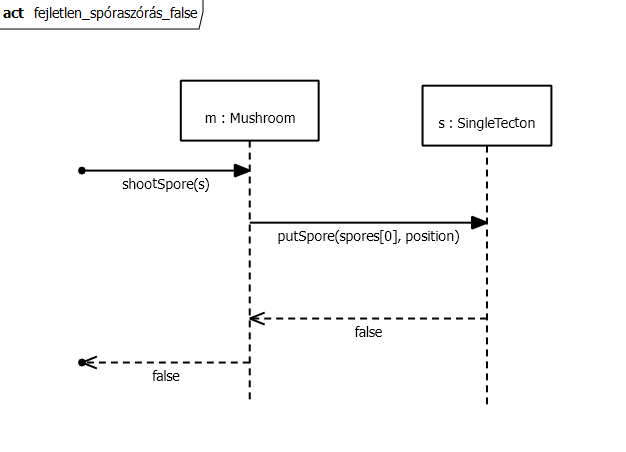 act fejletlen_spóraszórás_false
m : Mushroom
s : SingleTecton
shootSpore(s)
putSpore(spores[0], position)
false
false